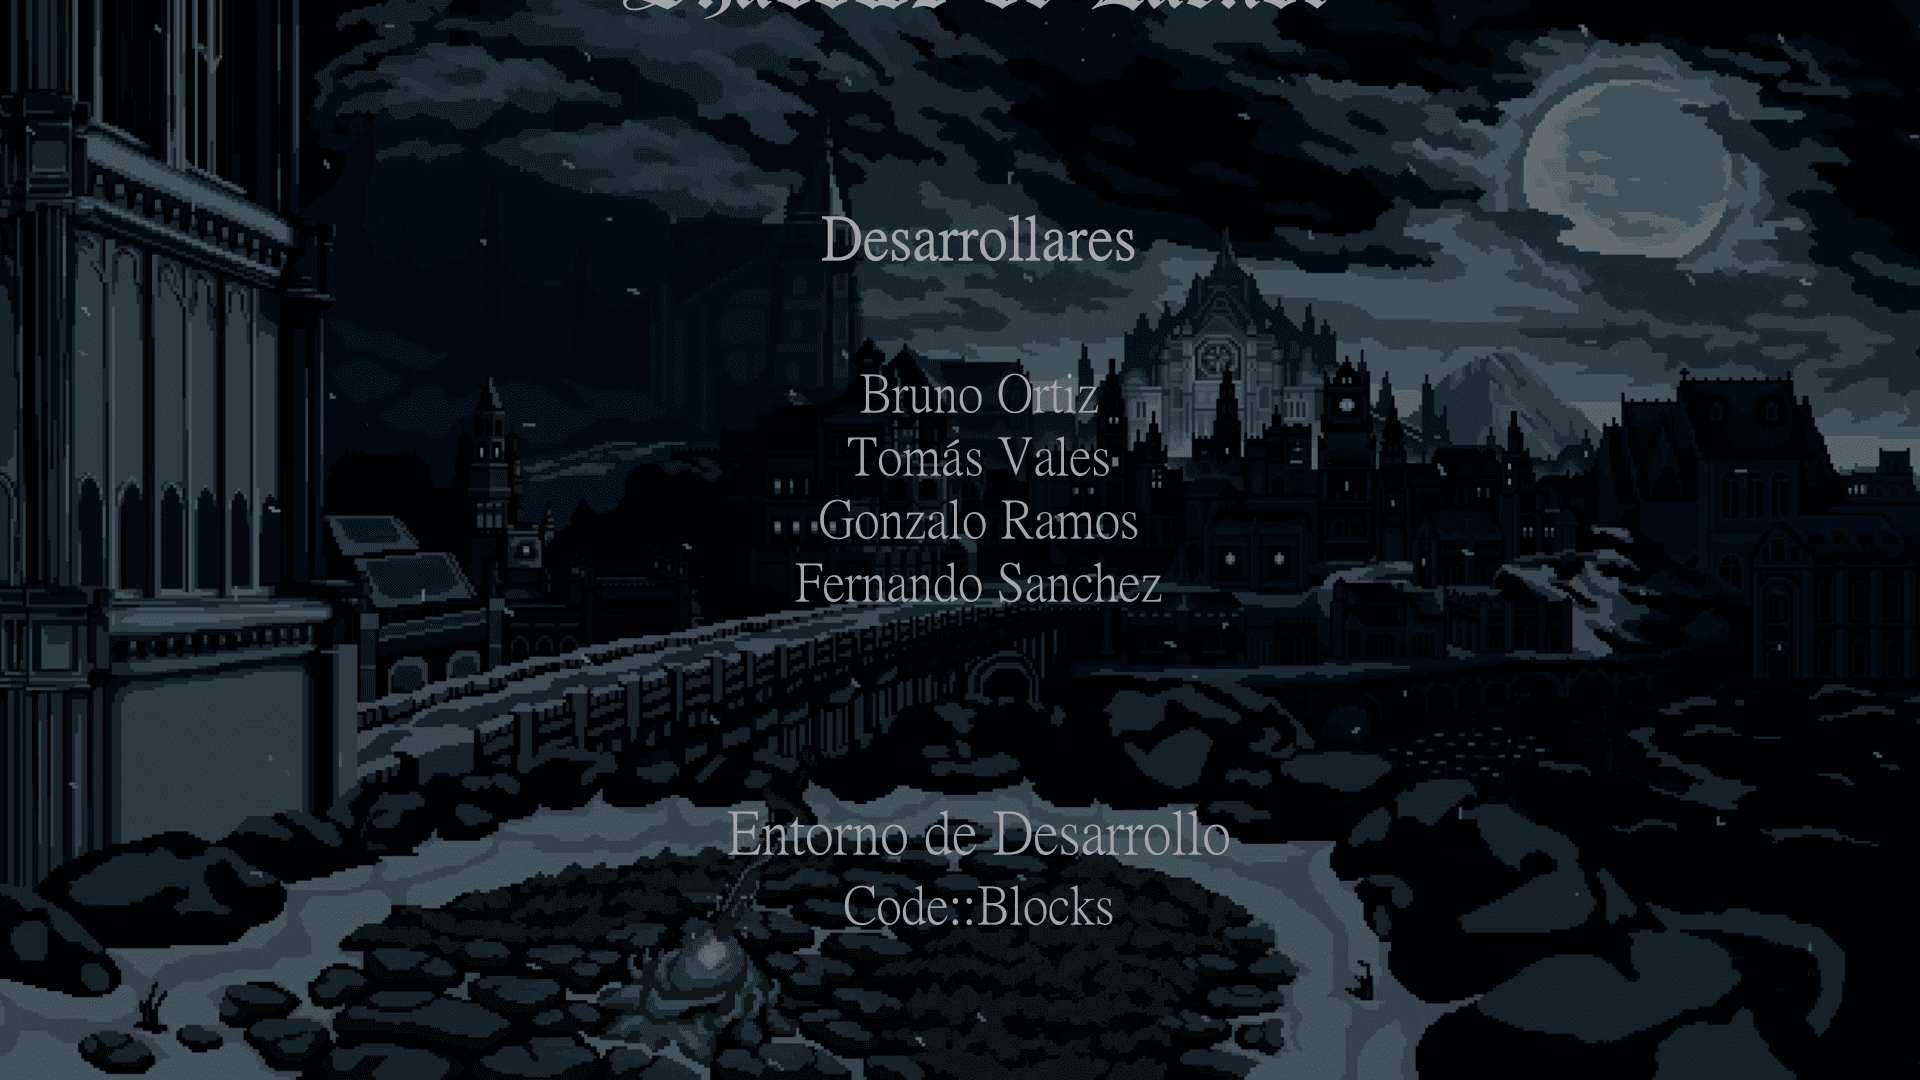 Desarrollares
Bruno Ortiz
Tomás Vales
Gonzalo Ramos
Fernando Sanchez
Entorno de Desarrollo
Code::Blocks